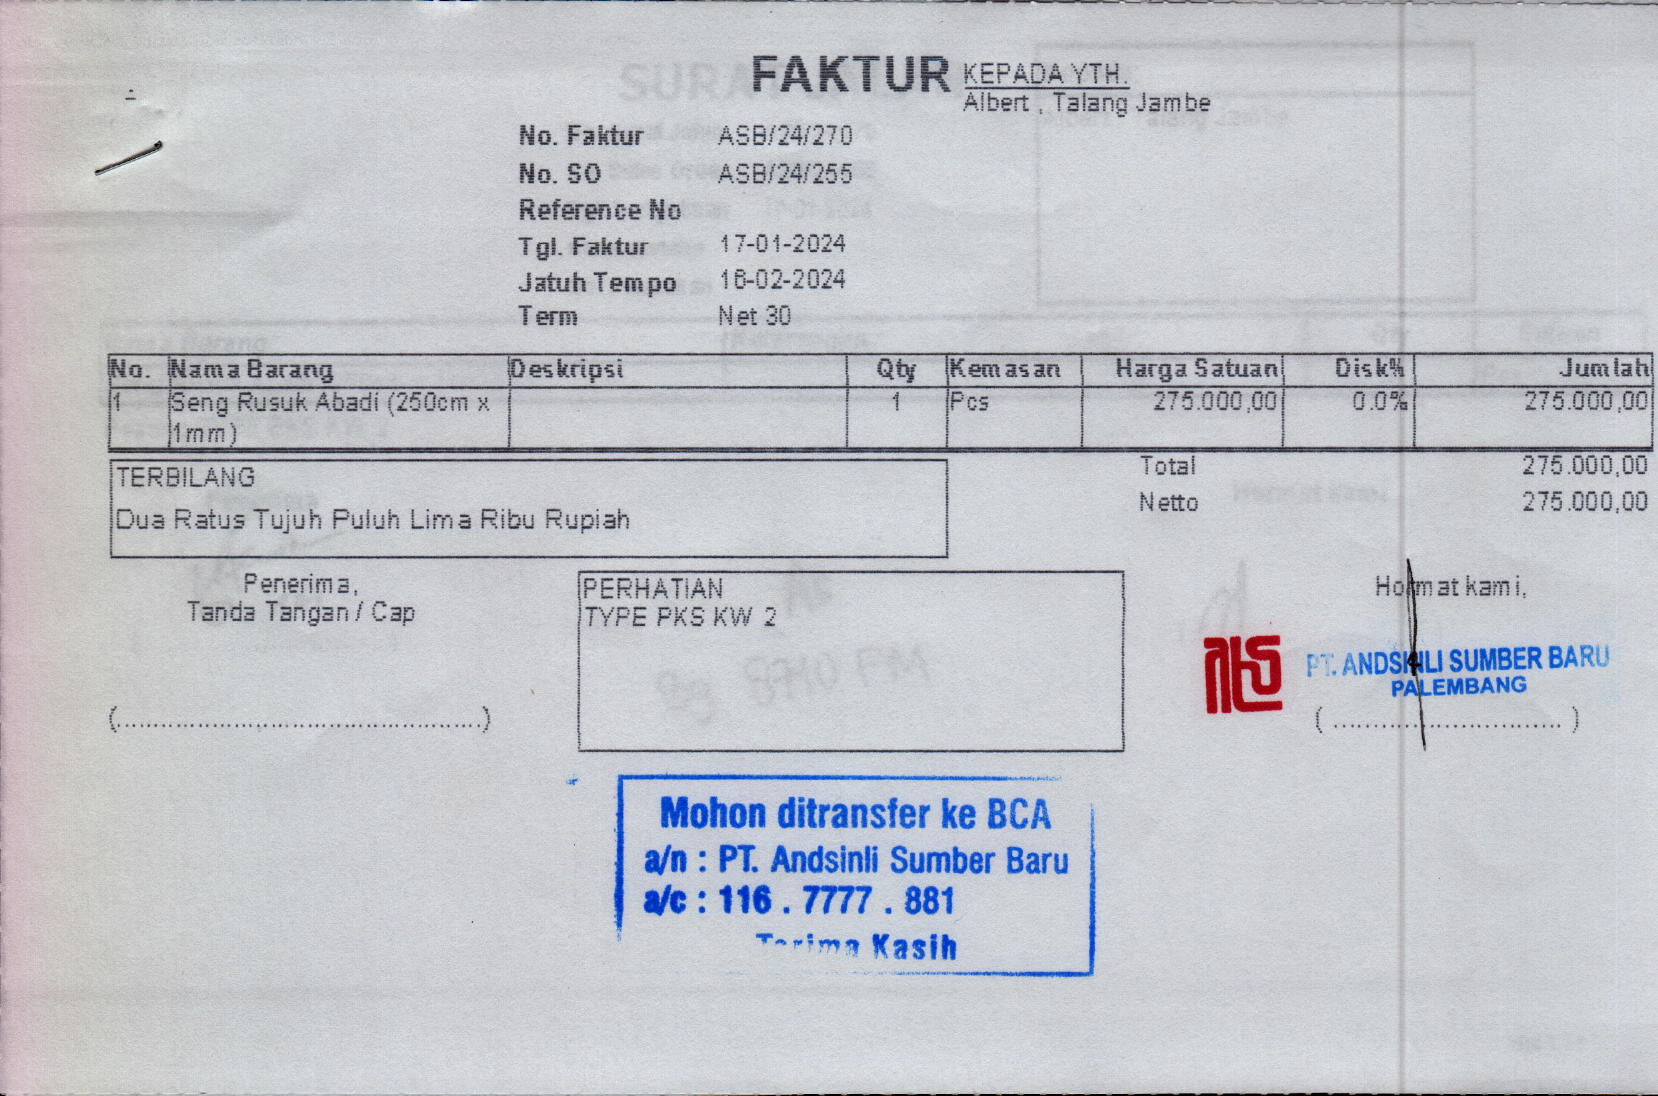 FAKTUR
KEPADA YTH.
Albert , Talang Jambe
No. Faktur ASB/24/270
No. SO ASB/24/255
Reference No
Tgl. Faktur 17-01-2024
Jatuh Tempo 16-02-2024
Term Net 30
No. Nama Barang Deskripsi Qty Kemasan Harga Satuan Disk% Jumlah
1 Seng Rusuk Abadi (250cm x 1 Pcs 275.000,00 0.0% 275.000,00
1mm)
TERBILANG
Dua Ratus Tujuh Puluh Lima Ribu Rupiah
Total 275.000,00
Netto 275.000,00
Penerima,
Tanda Tangan / Cap
(............................................)
PERHATIAN
TYPE PKS KW 2
Hormat kami,
PT. ANDSINLI SUMBER BARU
PALEMBANG
( ............................ )
Mohon ditransfer ke BCA
a/n : PT. Andsinli Sumber Baru
a/c : 116 . 7777 . 881
Terima Kasih